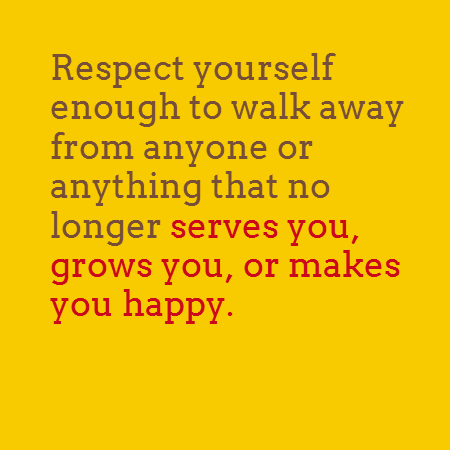 Respect yourself
enough to walk away
from anyone or
anything that no
longer serves you,
grows you, or makes
you happy.